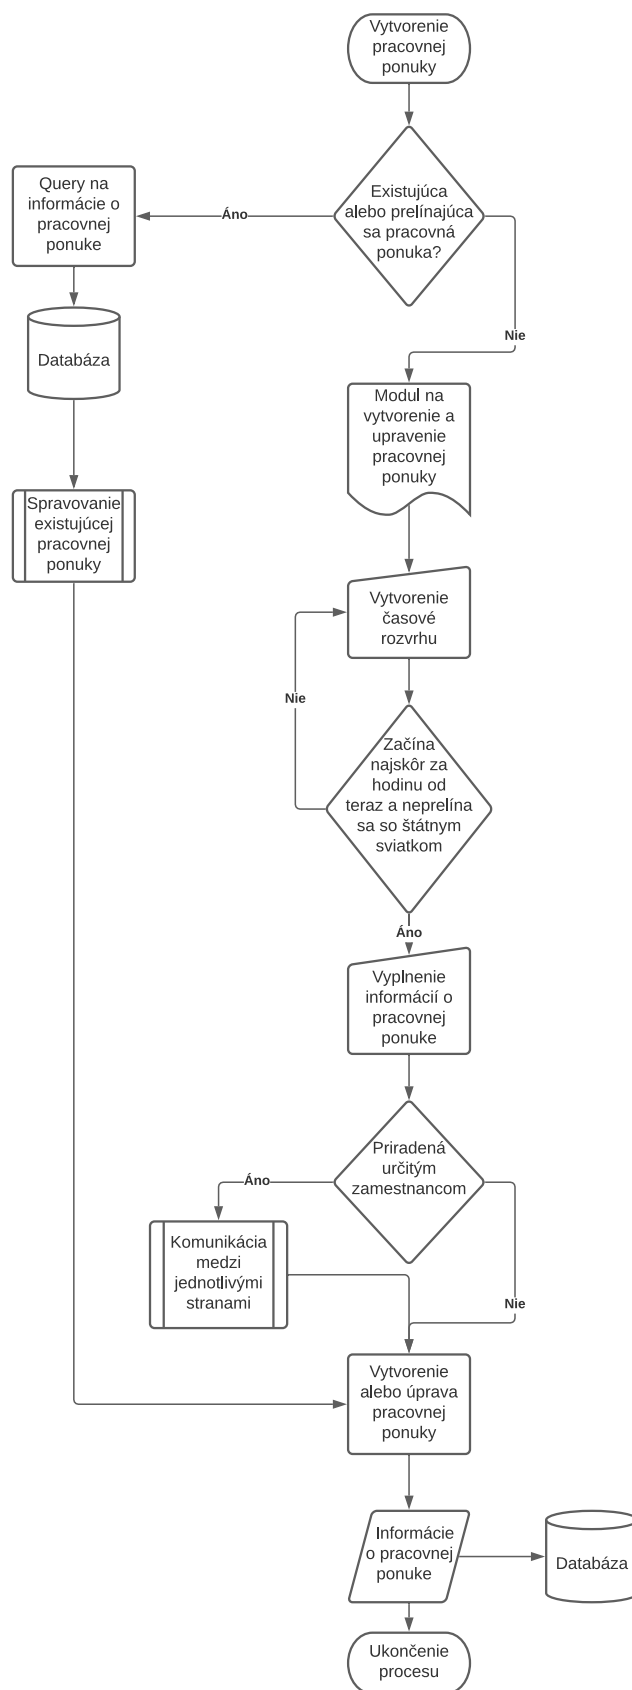 Vytvorenie
pracovnej
ponuky
Existujúca
alebo prelínajúca
sa pracovná
ponuka?
Áno
Query na
informácie o
pracovnej
ponuke
Databáza
Spravovanie
existujúcej
pracovnej
ponuky
Nie
Modul na
vytvorenie a
upravenie
pracovnej
ponuky
Vytvorenie
časové
rozvrhu
Nie
Začína
najskôr za
hodinu od
teraz a neprelína
sa so štátnym
sviatkom
Áno
Vyplnenie
informácií o
pracovnej
ponuke
Priradená
určitým
zamestnancom
Áno
Komunikácia
medzi
jednotlivými
stranami
Nie
Vytvorenie
alebo úprava
pracovnej
ponuky
Informácie
o pracovnej
ponuke
Databáza
Ukončenie
procesu